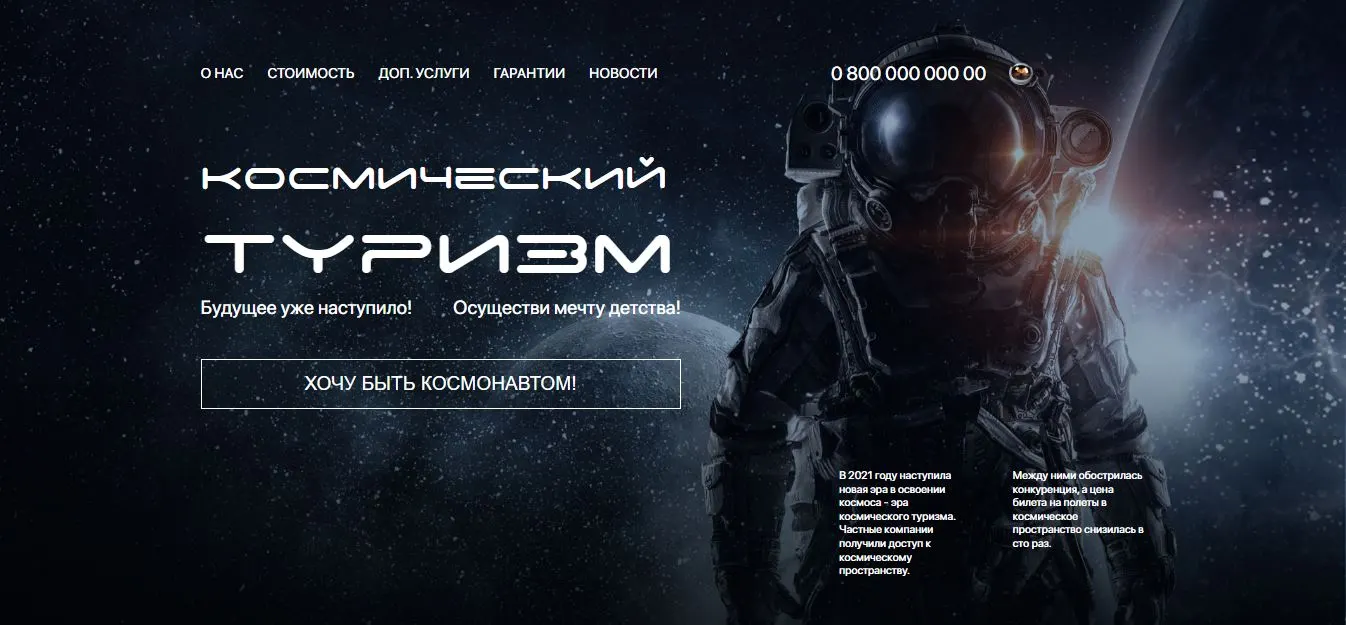 О НАС СТОИМОСТЬ ДОП. УСЛУГИ ГАРАНТИИ НОВОСТИ
0 800 000 000 00
КОСМИЧЕСКИЙ
ТУРИЗМ
Будущее уже наступило! Осуществи мечту детства!
ХОЧУ БЫТЬ КОСМОНАВТОМ!
В 2021 году наступила
новая эра в освоении
космоса - эра
космического туризма.
Частные компании
получили доступ к
космическому
пространству.
Между ними обострилась
конкуренция, а цена
билета на полеты в
космическое
пространство снизилась в
сто раз.